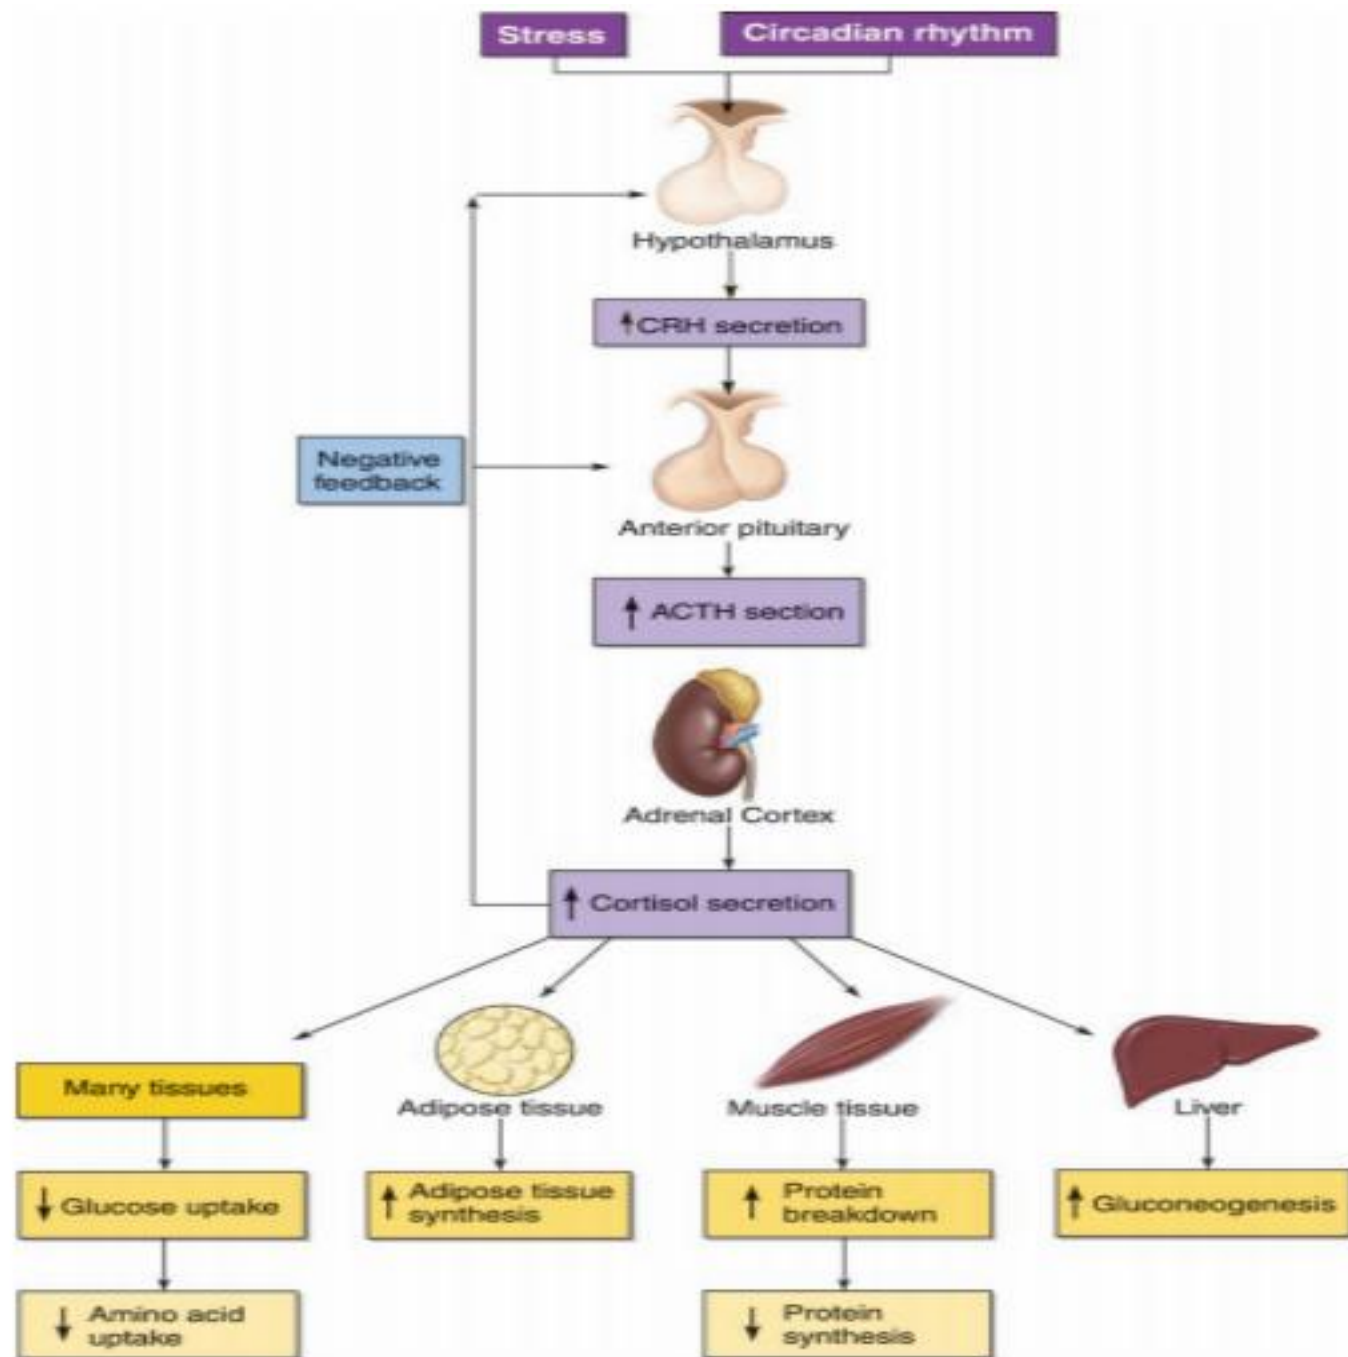 Stress
Circadian rhythm
Hypothalamus
↑CRH secretion
Negative
feedback
Anterior pituitary
↑ ACTH section
Adrenal Cortex
↑ Cortisol secretion
Many tissues
Adipose tissue
Muscle tissue
Liver
↓ Glucose uptake
↑ Adipose tissue
synthesis
↑ Protein
breakdown
↑ Gluconeogenesis
↓ Amino acid
uptake
↓ Protein
synthesis